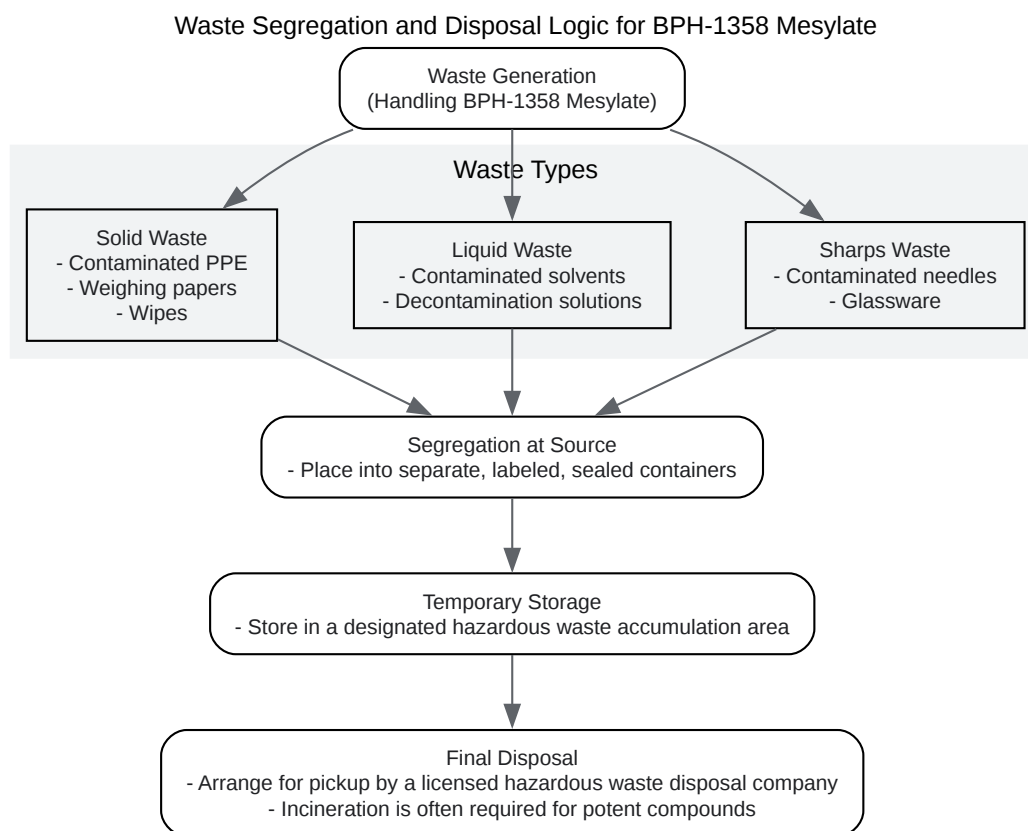 Waste Segregation and Disposal Logic for BPH-1358 Mesylate
Waste Generation
(Handling BPH-1358 Mesylate)
Waste Types
Solid Waste
- Contaminated PPE
- Weighing papers
- Wipes
Liquid Waste
- Contaminated solvents
- Decontamination solutions
Sharps Waste
- Contaminated needles
- Glassware
Segregation at Source
- Place into separate, labeled, sealed containers
Temporary Storage
- Store in a designated hazardous waste accumulation area
Final Disposal
- Arrange for pickup by a licensed hazardous waste disposal company
- Incineration is often required for potent compounds